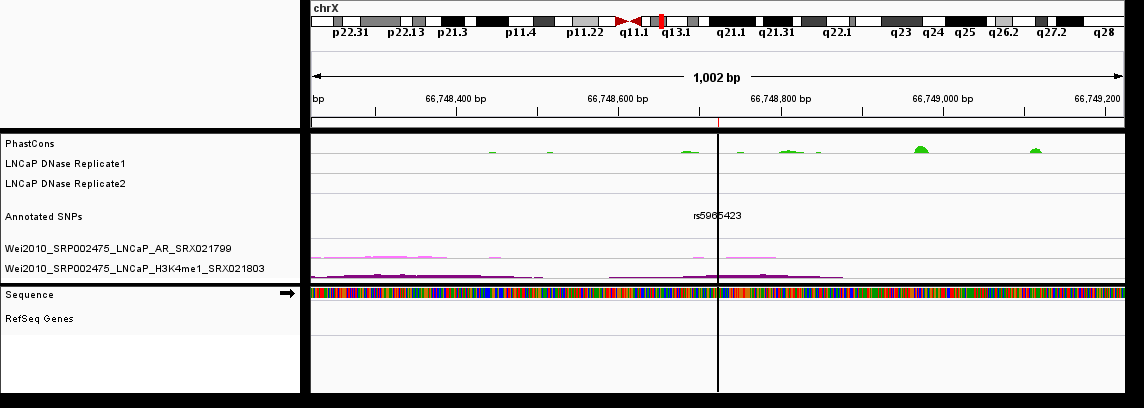 chrX
p22.31 p22.13 p21.3 p11.4 p11.22 q11.1 q13.1 q21.1 q21.31 q22.1 q23 q24 q25 q26.2 q27.2 q28
1,002 bp
bp 66,748,400 bp 66,748,600 bp 66,748,800 bp 66,749,000 bp 66,749,200
PhastCons
LNCaP DNase Replicate1
LNCaP DNase Replicate2
Annotated SNPs
rs5965423
Wei2010_SRP002475_LNCaP_AR_SRX021799
Wei2010_SRP002475_LNCaP_H3K4me1_SRX021803
Sequence
RefSeq Genes